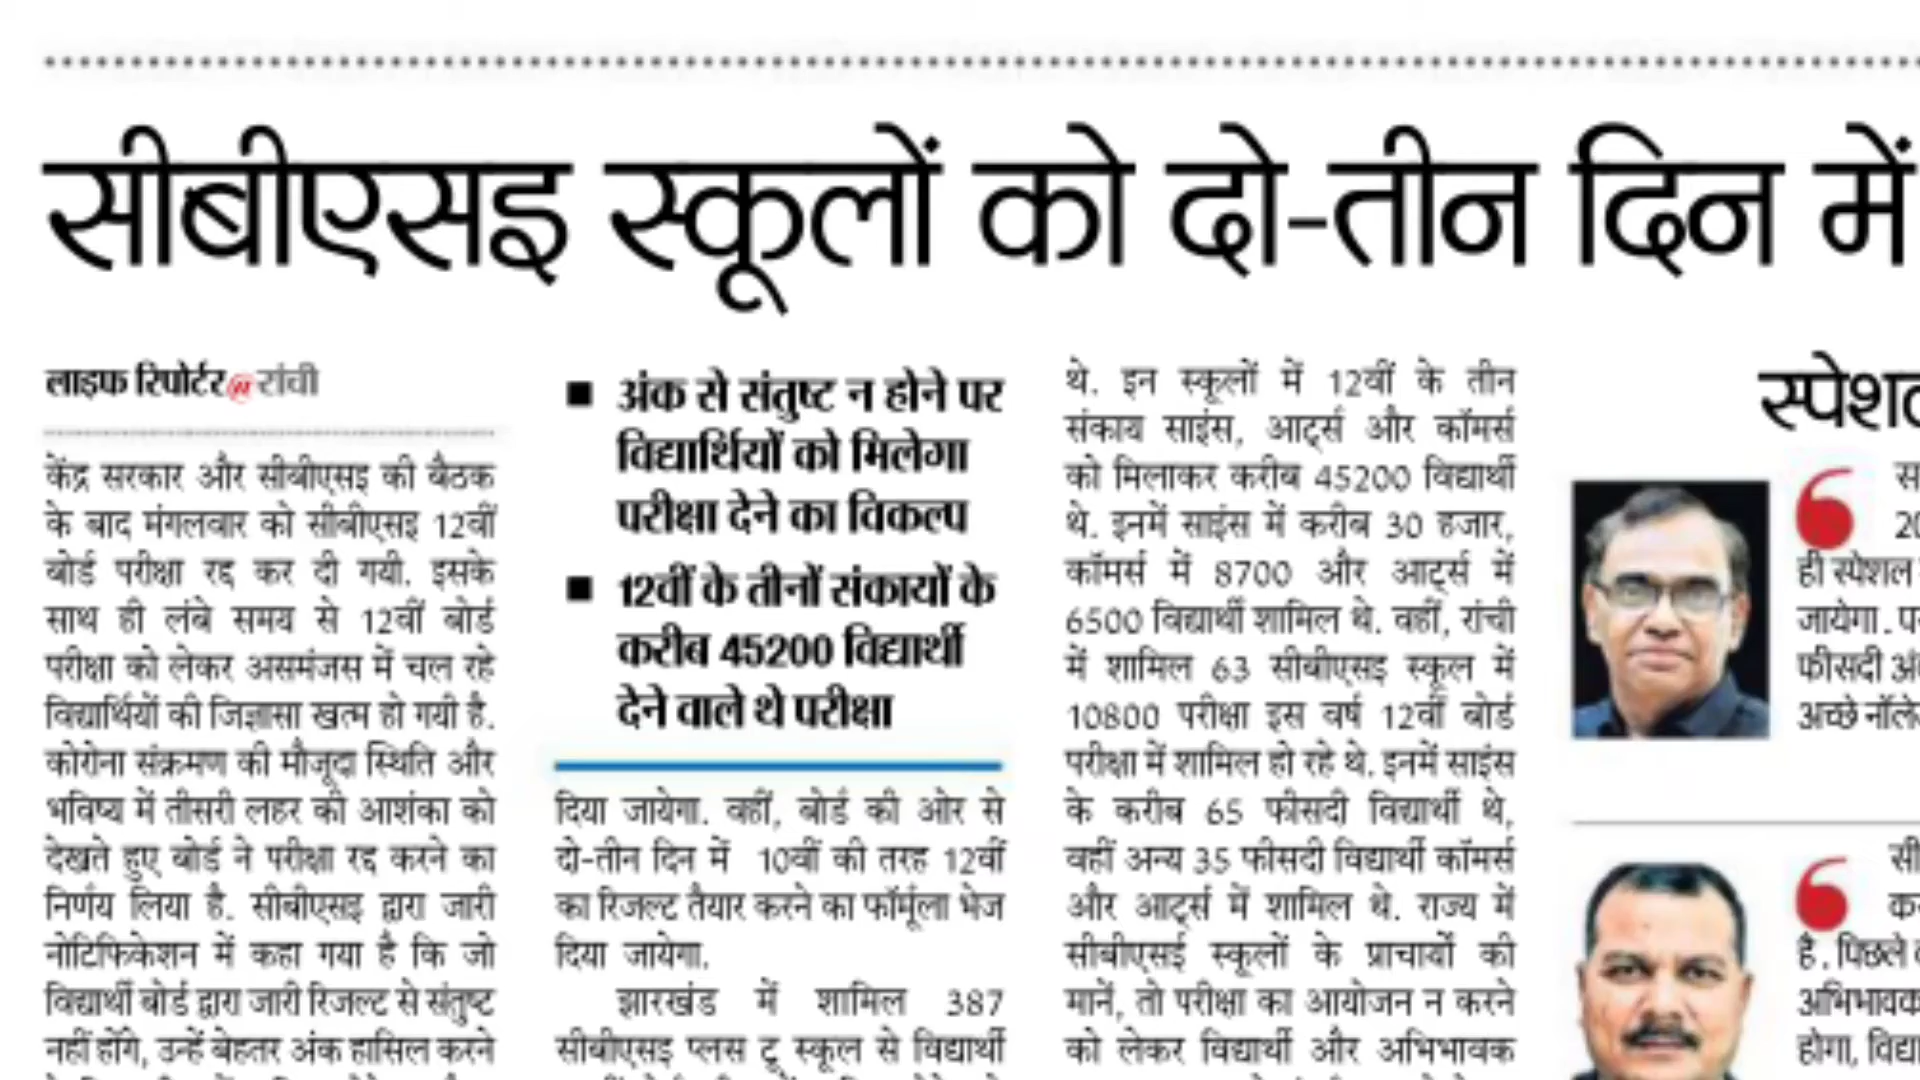 सीबीएसइ स्कूलों को दो-तीन दिन में
लाइफ रिपोर्टर@रांची
केंद्र सरकार और सीबीएसइ की बैठक
के बाद मंगलवार को सीबीएसइ 12वीं
बोर्ड परीक्षा रद्द कर दी गयी. इसके
साथ ही लंबे समय से 12वीं बोर्ड
परीक्षा को लेकर असमंजस में चल रहे
विद्यार्थियों की जिज्ञासा खत्म हो गयी है.
कोरोना संक्रमण की मौजूदा स्थिति और
भविष्य में तीसरी लहर की आशंका को
देखते हुए बोर्ड ने परीक्षा रद्द करने का
निर्णय लिया है. सीबीएसइ द्वारा जारी
नोटिफिकेशन में कहा गया है कि जो
विद्यार्थी बोर्ड द्वारा जारी रिजल्ट से संतुष्ट
नहीं होंगे, उन्हें बेहतर अंक हासिल करने
■ अंक से संतुष्ट न होने पर
विद्यार्थियों को मिलेगा
परीक्षा देने का विकल्प
■ 12वीं के तीनों संकायों के
करीब 45200 विद्यार्थी
देने वाले थे परीक्षा
दिया जायेगा. वहीं, बोर्ड की ओर से
दो-तीन दिन में 10वीं की तरह 12वीं
का रिजल्ट तैयार करने का फॉर्मूला भेज
दिया जायेगा.
झारखंड में शामिल 387
सीबीएसइ प्लस टू स्कूल से विद्यार्थी
थे. इन स्कूलों में 12वीं के तीन
संकाय साइंस, आर्ट्स और कॉमर्स
को मिलाकर करीब 45200 विद्यार्थी
थे. इनमें साइंस में करीब 30 हजार,
कॉमर्स में 8700 और आर्ट्स में
6500 विद्यार्थी शामिल थे. वहीं, रांची
में शामिल 63 सीबीएसइ स्कूल में
10800 परीक्षा इस वर्ष 12वीं बोर्ड
परीक्षा में शामिल हो रहे थे. इनमें साइंस
के करीब 65 फीसदी विद्यार्थी थे,
वहीं अन्य 35 फीसदी विद्यार्थी कॉमर्स
और आर्ट्स में शामिल थे. राज्य में
सीबीएसई स्कूलों के प्राचार्यों की
मानें, तो परीक्षा का आयोजन न करने
को लेकर विद्यार्थी और अभिभावक
ही स्पेशल
जायेगा.
फीसदी
अच्छे
है. पिछले
होगा,